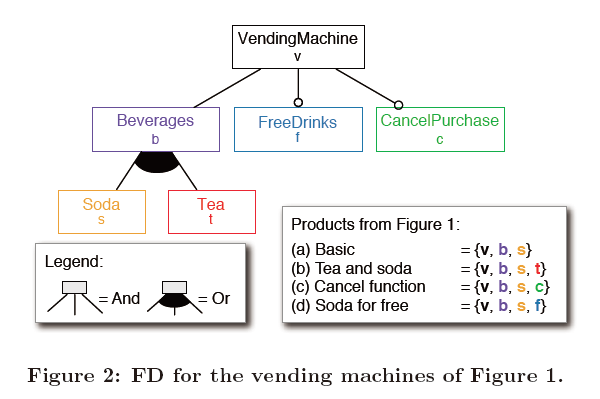 VendingMachine
v
Beverages
b
FreeDrinks
f
CancelPurchase
c
Soda
s
Tea
t
Legend:
= And
= Or
Products from Figure 1:
(a) Basic = {v, b, s}
(b) Tea and soda = {v, b, s, t}
(c) Cancel function = {v, b, s, c}
(d) Soda for free = {v, b, s, f}
Figure 2: FD for the vending machines of Figure 1.